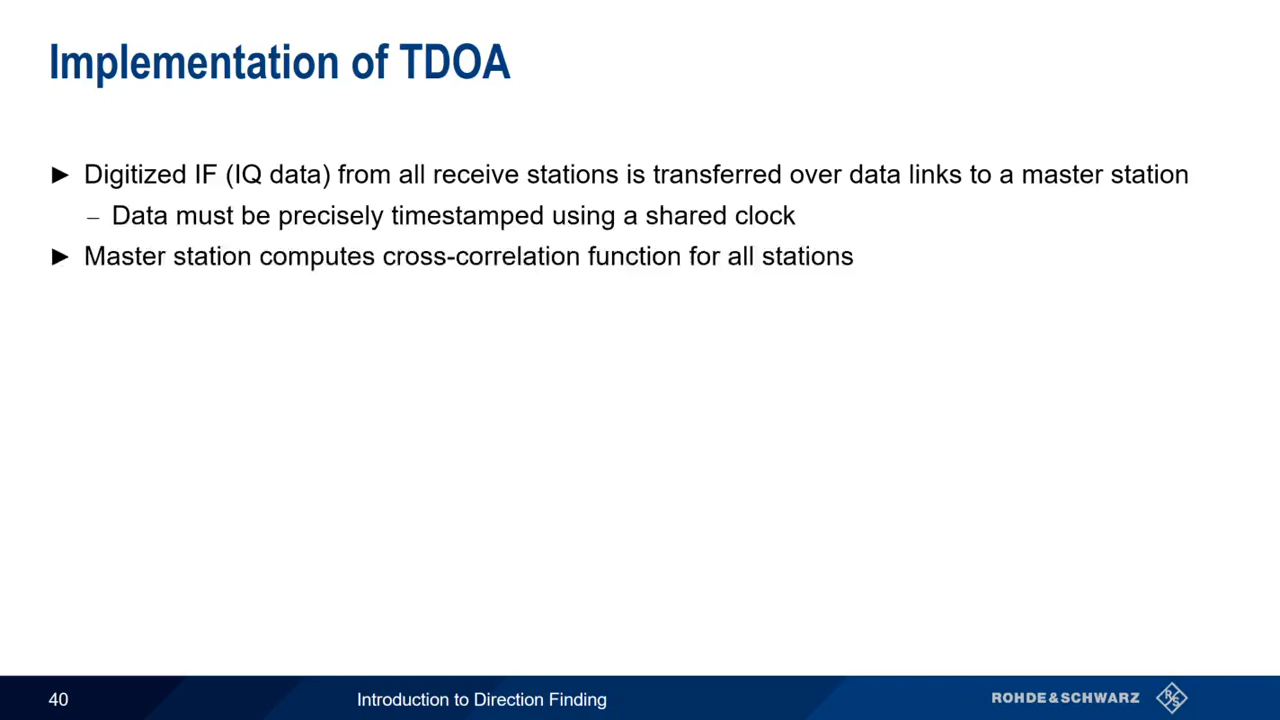 Implementation of TDOA
► Digitized IF (IQ data) from all receive stations is transferred over data links to a master station
– Data must be precisely timestamped using a shared clock
► Master station computes cross-correlation function for all stations
40
Introduction to Direction Finding
ROHDE&SCHWARZ
R&S